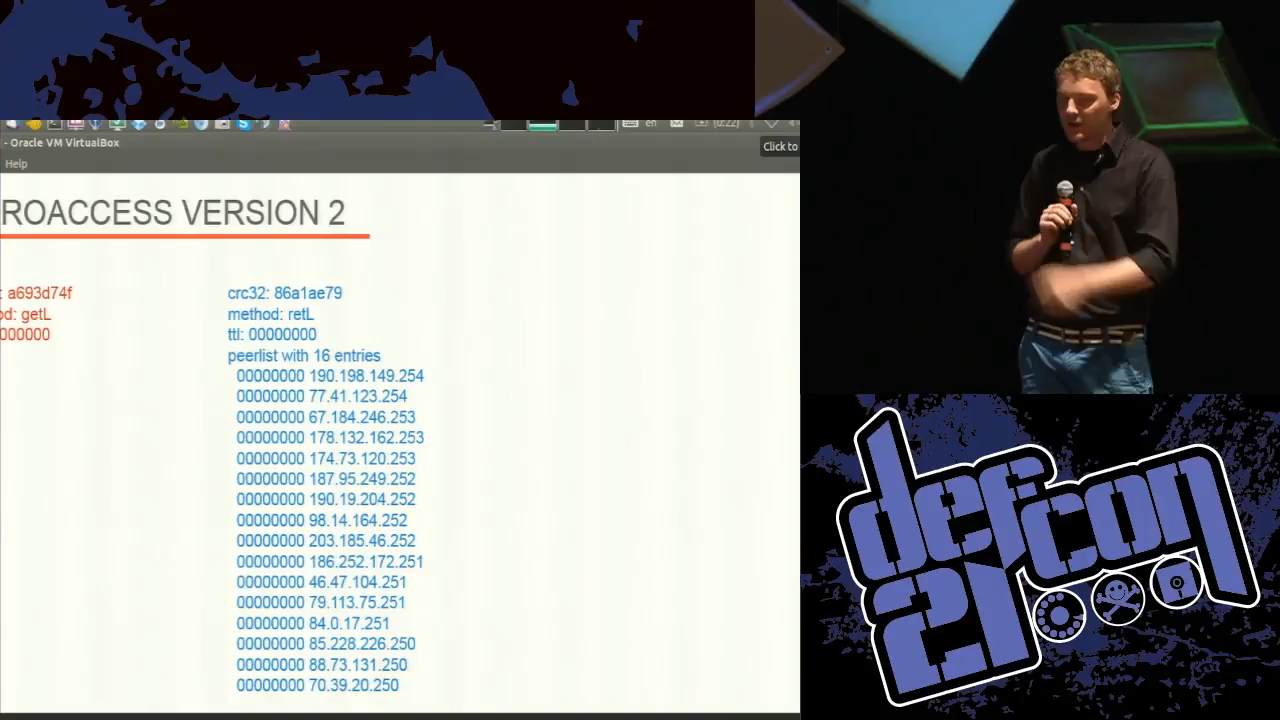 en
(0:22)
- Oracle VM VirtualBox
Click to
Help
ROACCESS VERSION 2
: a693d74f
od: getL
000000
crc32: 86a1ae79
method: retL
ttl: 00000000
peerlist with 16 entries
00000000 190.198.149.254
00000000 77.41.123.254
00000000 67.184.246.253
00000000 178.132.162.253
00000000 174.73.120.253
00000000 187.95.249.252
00000000 190.19.204.252
00000000 98.14.164.252
00000000 203.185.46.252
00000000 186.252.172.251
00000000 46.47.104.251
00000000 79.113.75.251
00000000 84.0.17.251
00000000 85.228.226.250
00000000 88.73.131.250
00000000 70.39.20.250
defcon
21